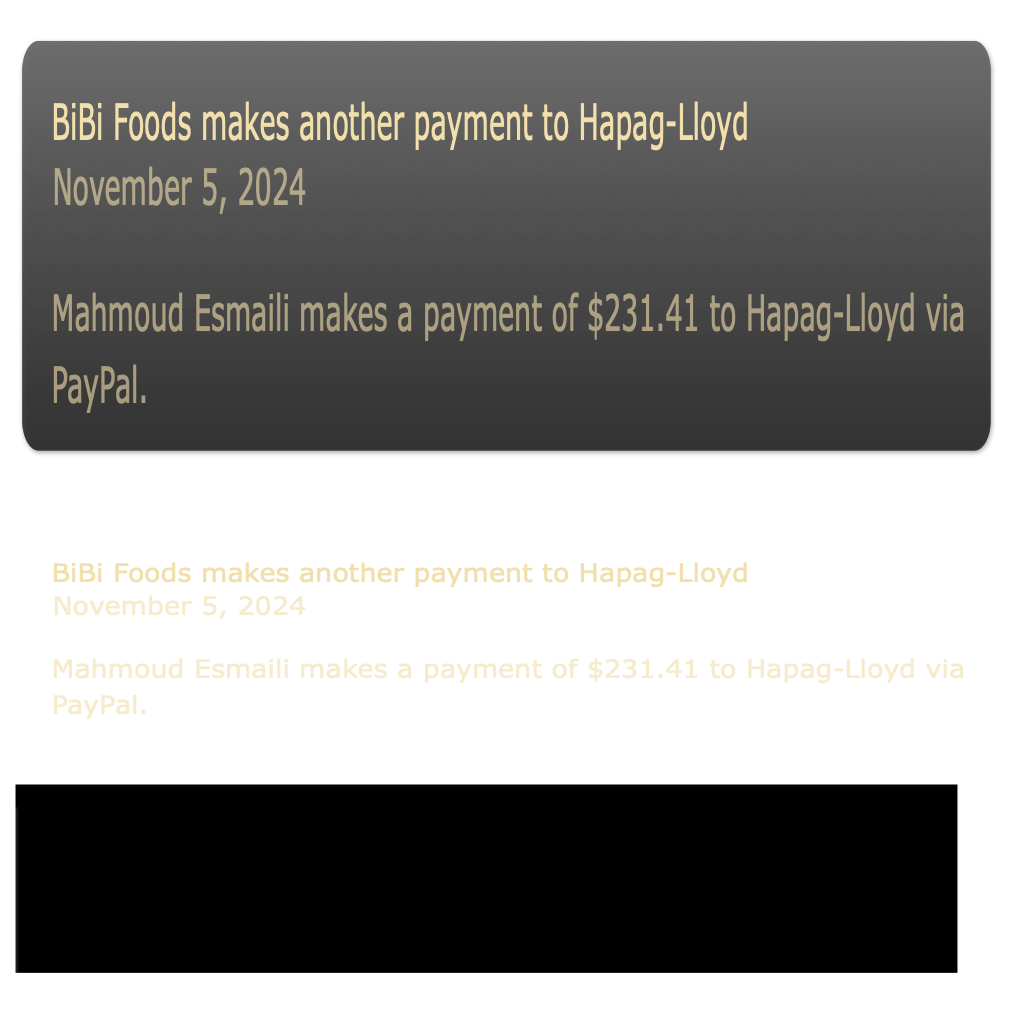 BiBi Foods makes another payment to Hapag-Lloyd
November 5, 2024
Mahmoud Esmaili makes a payment of $231.41 to Hapag-Lloyd via
PayPal.
BiBi Foods makes another payment to Hapag-Lloyd
November 5, 2024
Mahmoud Esmaili makes a payment of $231.41 to Hapag-Lloyd via
PayPal.